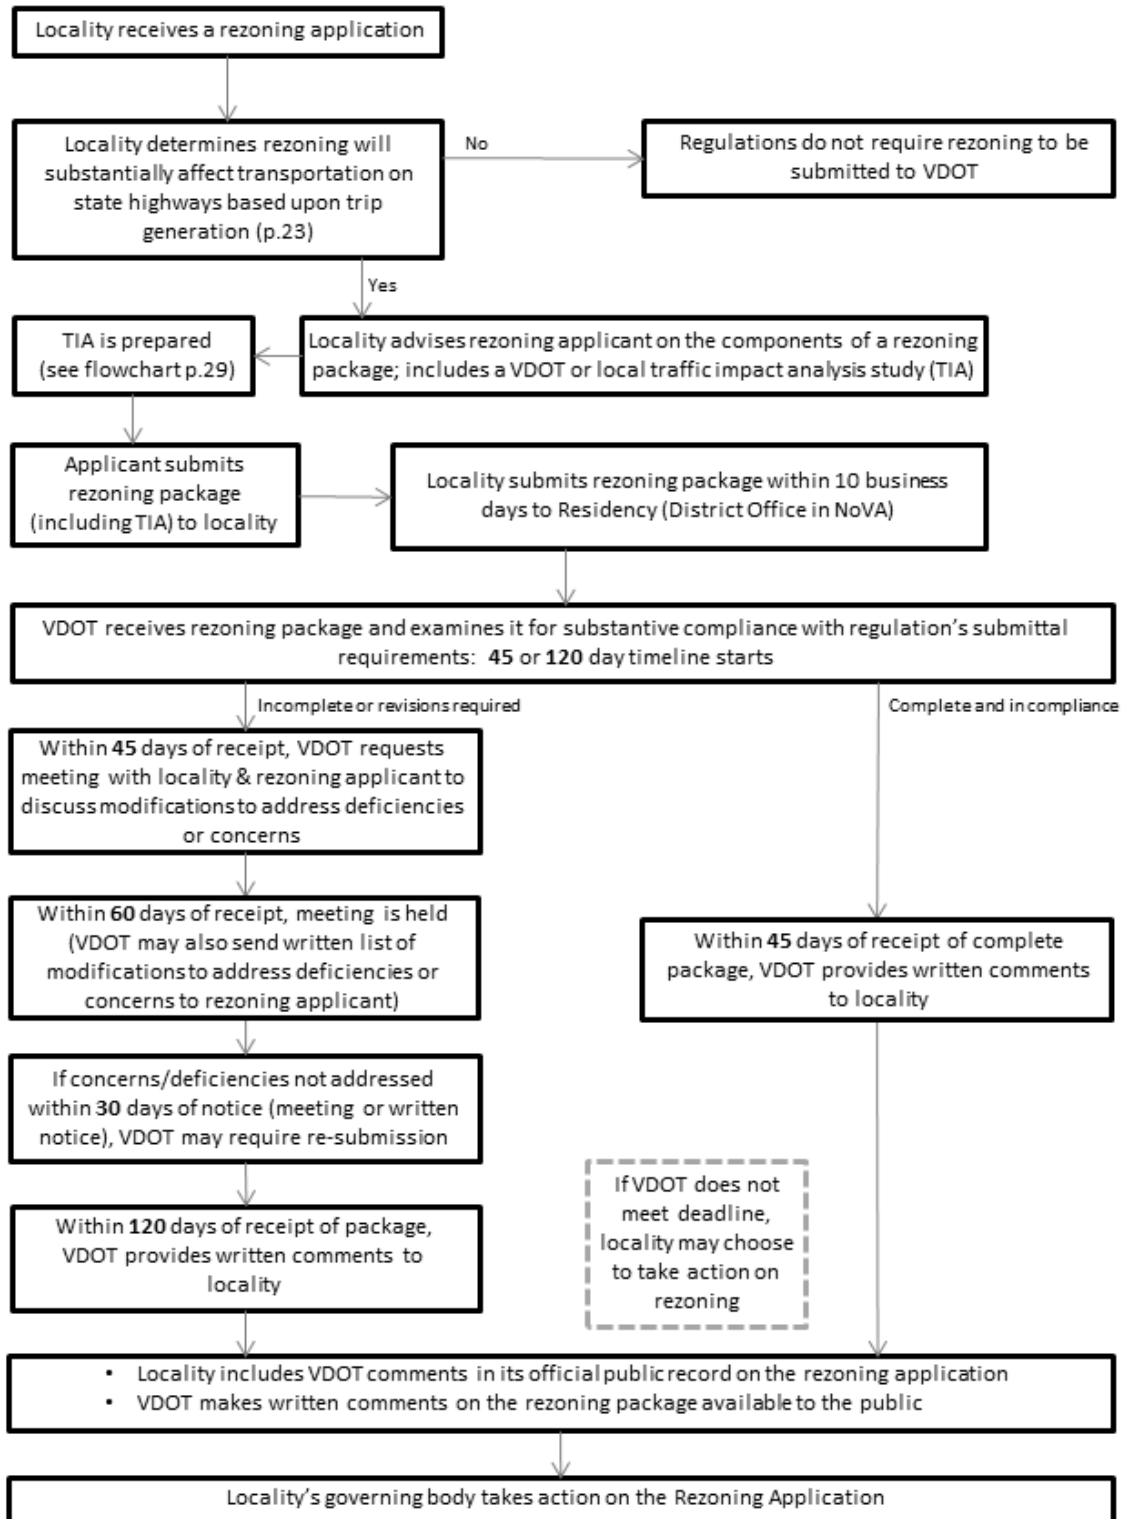 Locality receives a rezoning application
Locality determines rezoning will
substantially affect transportation on
state highways based upon trip
generation (p.23)
No
Regulations do not require rezoning to be
submitted to VDOT
Yes
TIA is prepared
(see flowchart p.29)
Locality advises rezoning applicant on the components of a rezoning
package; includes a VDOT or local traffic impact analysis study (TIA)
Applicant submits
rezoning package
(including TIA) to locality
Locality submits rezoning package within 10 business
days to Residency (District Office in NoVA)
VDOT receives rezoning package and examines it for substantive compliance with regulation’s submittal
requirements: 45 or 120 day timeline starts
Incomplete or revisions required
Complete and in compliance
Within 45 days of receipt, VDOT requests
meeting with locality & rezoning applicant to
discuss modifications to address deficiencies
or concerns
Within 60 days of receipt, meeting is held
(VDOT may also send written list of
modifications to address deficiencies or
concerns to rezoning applicant)
Within 45 days of receipt of complete
package, VDOT provides written comments
to locality
If concerns/deficiencies not addressed
within 30 days of notice (meeting or written
notice), VDOT may require re-submission
If VDOT does not
meet deadline,
locality may choose
to take action on
rezoning
Within 120 days of receipt of package,
VDOT provides written comments to
locality
• Locality includes VDOT comments in its official public record on the rezoning application
• VDOT makes written comments on the rezoning package available to the public
Locality’s governing body takes action on the Rezoning Application